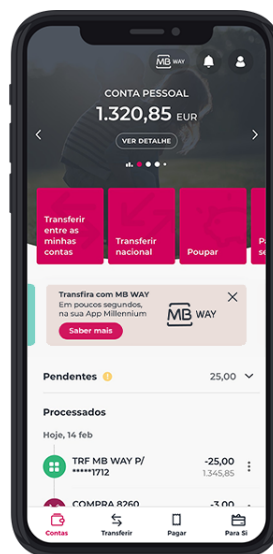 MB WAY
CONTA PESSOAL
1.320,85 EUR
VER DETALHE
Transferir
entre as
minhas
contas
Transferir
nacional
Poupar
Pa
se
Transfira com MB WAY
Em poucos segundos,
na sua App Millennium
Saber mais
MB WAY
Pendentes
25,00
Processados
Hoje, 14 feb
TRF MB WAY P/
*****1712
-25,00
1.345,85
COMPRA 8260
-3,00
Contas
Transferir
Pagar
Para Si